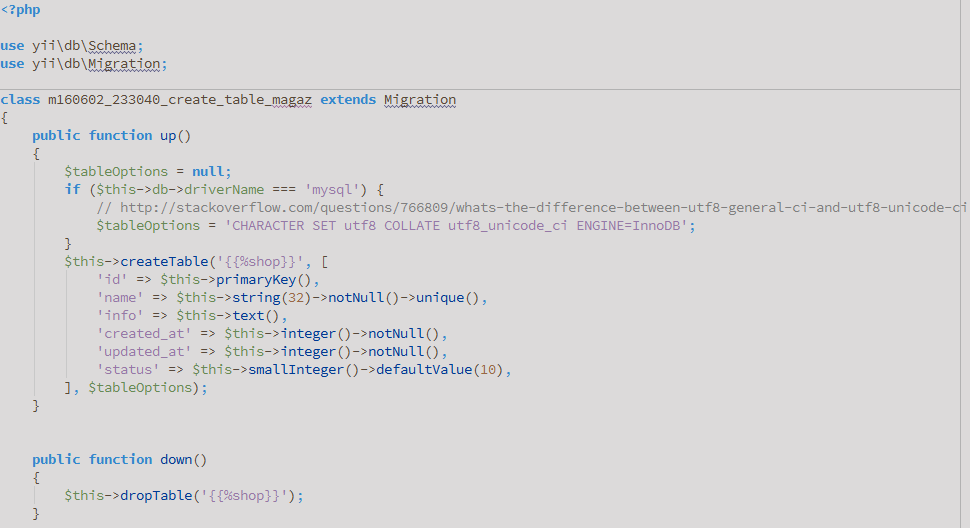 <?php
use yii\db\Schema;
use yii\db\Migration;
class m160602_233040_create_table_magaz extends Migration
{
    public function up()
    {
        $tableOptions = null;
        if ($this->db->driverName === 'mysql') {
            // http://stackoverflow.com/questions/766809/whats-the-difference-between-utf8-general-ci-and-utf8-unicode-ci
            $tableOptions = 'CHARACTER SET utf8 COLLATE utf8_unicode_ci ENGINE=InnoDB';
        }
        $this->createTable('{{%shop}}', [
            'id' => $this->primaryKey(),
            'name' => $this->string(32)->notNull()->unique(),
            'info' => $this->text(),
            'created_at' => $this->integer()->notNull(),
            'updated_at' => $this->integer()->notNull(),
            'status' => $this->smallInteger()->defaultValue(10),
        ], $tableOptions);
    }
    public function down()
    {
        $this->dropTable('{{%shop}}');
    }